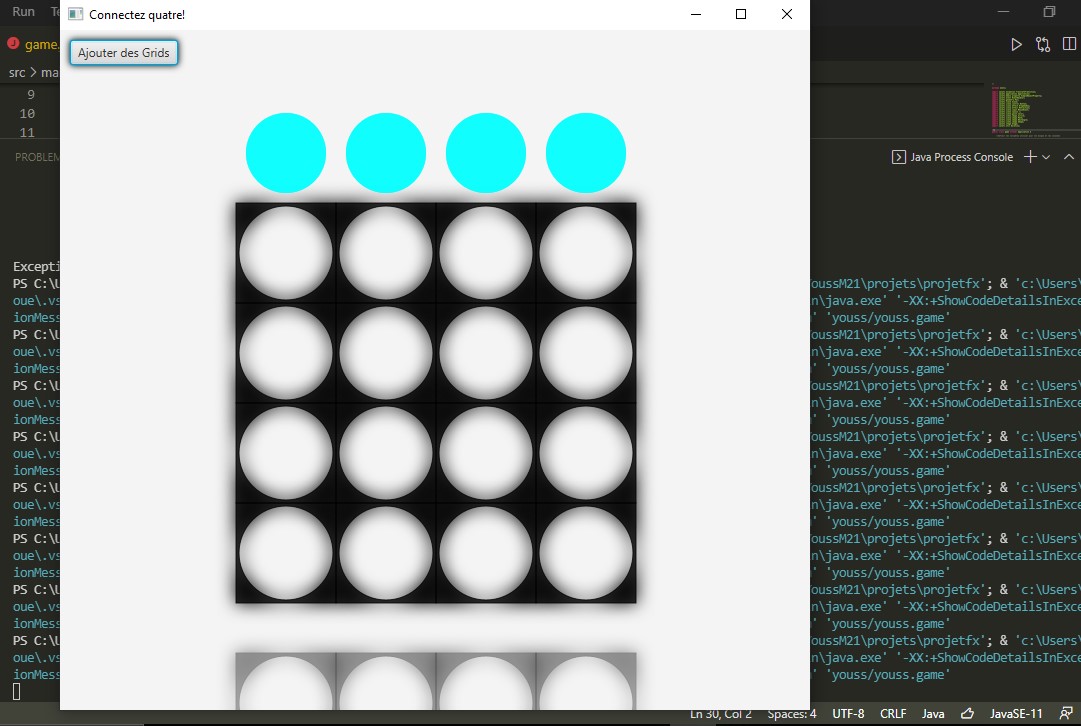 Run
Connectez quatre!
game.
Ajouter des Grids
src > ma
9
10
11
PROBLEM
Java Process Console
Excepti
PS C:\U
oussM21\projets\projetfx'; & 'c:\Users\
oue\.vs
n\java.exe' '-XX:+ShowCodeDetailsInExce
ionMess
' 'youss/youss.game'
PS C:\U
oussM21\projets\projetfx'; & 'c:\Users\
oue\.vs
n\java.exe' '-XX:+ShowCodeDetailsInExce
ionMess
' 'youss/youss.game'
PS C:\U
oussM21\projets\projetfx'; & 'c:\Users\
oue\.vs
n\java.exe' '-XX:+ShowCodeDetailsInExce
ionMess
' 'youss/youss.game'
PS C:\U
oussM21\projets\projetfx'; & 'c:\Users\
oue\.vs
n\java.exe' '-XX:+ShowCodeDetailsInExce
ionMess
' 'youss/youss.game'
PS C:\U
oussM21\projets\projetfx'; & 'c:\Users\
oue\.vs
n\java.exe' '-XX:+ShowCodeDetailsInExce
ionMess
' 'youss/youss.game'
PS C:\U
oussM21\projets\projetfx'; & 'c:\Users\
oue\.vs
n\java.exe' '-XX:+ShowCodeDetailsInExce
ionMess
' 'youss/youss.game'
PS C:\U
oussM21\projets\projetfx'; & 'c:\Users\
oue\.vs
n\java.exe' '-XX:+ShowCodeDetailsInExce
ionMess
' 'youss/youss.game'
PS C:\U
oussM21\projets\projetfx'; & 'c:\Users\
oue\.vs
n\java.exe' '-XX:+ShowCodeDetailsInExce
ionMess
' 'youss/youss.game'
Ln 30, Col 2 Spaces: 4 UTF-8 CRLF Java JavaSE-11